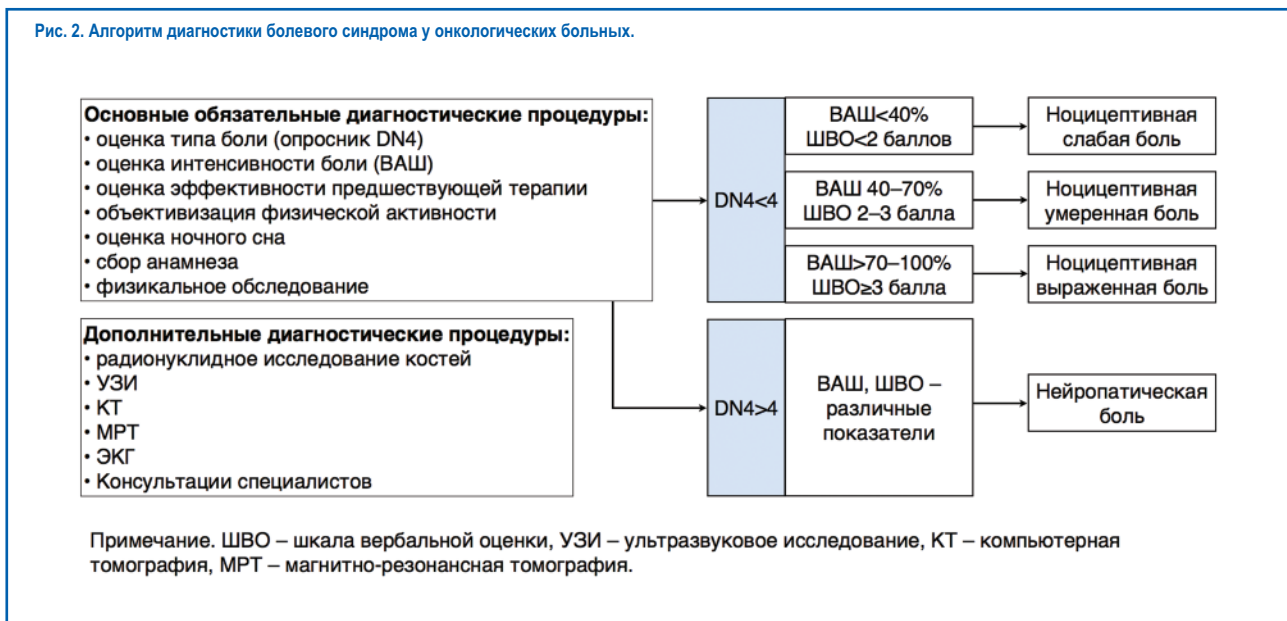 Рис. 2. Алгоритм диагностики болевого синдрома у онкологических больных.
Основные обязательные диагностические процедуры:
• оценка типа боли (опросник DN4)
• оценка интенсивности боли (ВАШ)
• оценка эффективности предшествующей терапии
• объективизация физической активности
• оценка ночного сна
• сбор анамнеза
• физикальное обследование
Дополнительные диагностические процедуры:
• радионуклидное исследование костей
• УЗИ
• КТ
• МРТ
• ЭКГ
• Консультации специалистов
DN4<4
ВАШ<40%
ШВО<2 баллов
Ноцицептивная
слабая боль
ВАШ 40–70%
ШВО 2–3 балла
Ноцицептивная
умеренная боль
ВАШ>70–100%
ШВО≥3 балла
Ноцицептивная
выраженная боль
DN4>4
ВАШ, ШВО –
различные
показатели
Нейропатическая
боль
Примечание. ШВО – шкала вербальной оценки, УЗИ – ультразвуковое исследование, КТ – компьютерная
томография, МРТ – магнитно-резонансная томография.